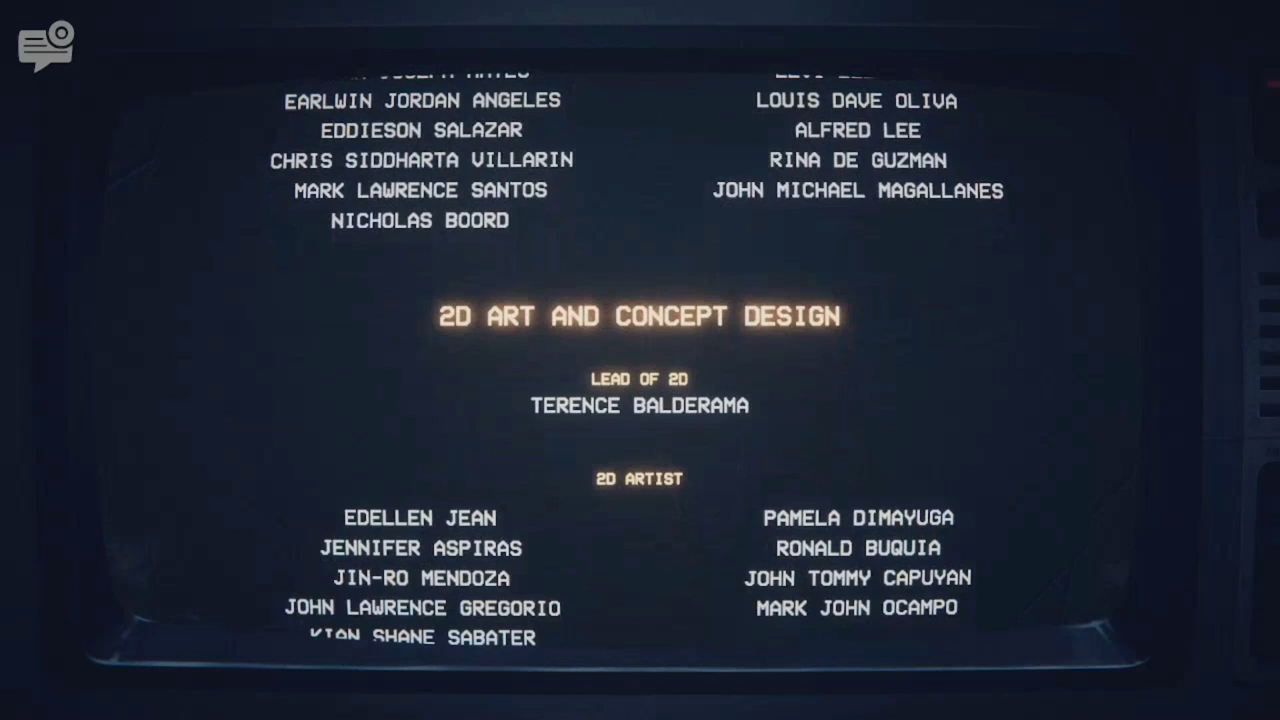 EARLWIN JORDAN ANGELES
EDDIESON SALAZAR
CHRIS SIDDHARTA VILLARIN
MARK LAWRENCE SANTOS
NICHOLAS BOORD
LOUIS DAVE OLIVA
ALFRED LEE
RINA DE GUZMAN
JOHN MICHAEL MAGALLANES
2D ART AND CONCEPT DESIGN
LEAD OF 2D
TERENCE BALDERAMA
2D ARTIST
EDELLEN JEAN
JENNIFER ASPIRAS
JIN-RO MENDOZA
JOHN LAWRENCE GREGORIO
KIAN SHANE SABATER
PAMELA DIMAYUGA
RONALD BUQUIA
JOHN TOMMY CAPUYAN
MARK JOHN OCAMPO